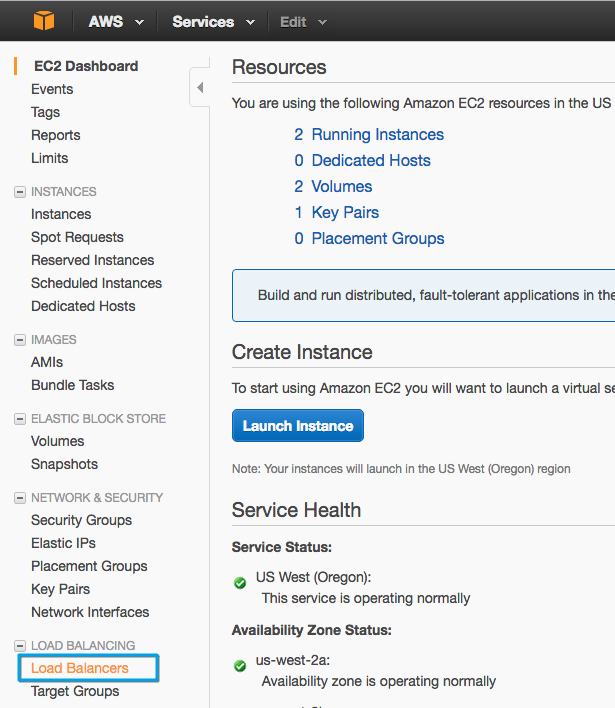 AWS Services Edit
EC2 Dashboard
Events
Tags
Reports
Limits
INSTANCES
Instances
Spot Requests
Reserved Instances
Scheduled Instances
Dedicated Hosts
IMAGES
AMIs
Bundle Tasks
ELASTIC BLOCK STORE
Volumes
Snapshots
NETWORK & SECURITY
Security Groups
Elastic IPs
Placement Groups
Key Pairs
Network Interfaces
LOAD BALANCING
Load Balancers
Target Groups
Resources
You are using the following Amazon EC2 resources in the US
2 Running Instances
0 Dedicated Hosts
2 Volumes
1 Key Pairs
0 Placement Groups
Build and run distributed, fault-tolerant applications in the
Create Instance
To start using Amazon EC2 you will want to launch a virtual se
Launch Instance
Note: Your instances will launch in the US West (Oregon) region
Service Health
Service Status:
US West (Oregon):
This service is operating normally
Availability Zone Status:
us-west-2a:
Availability zone is operating normally